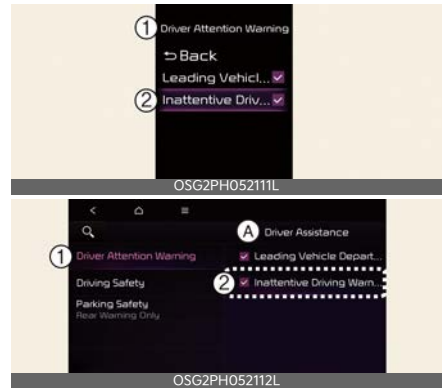 ① Driver Attention Warning
Back
Leading Vehicl...
② Inattentive Driv...
OSG2PH052111L
Ⓐ Driver Assistance
① Driver Attention Warning
Leading Vehicle Depart...
Driving Safety
② Inattentive Driving Warn...
Parking Safety
Rear Warning Only
OSG2PH052112L